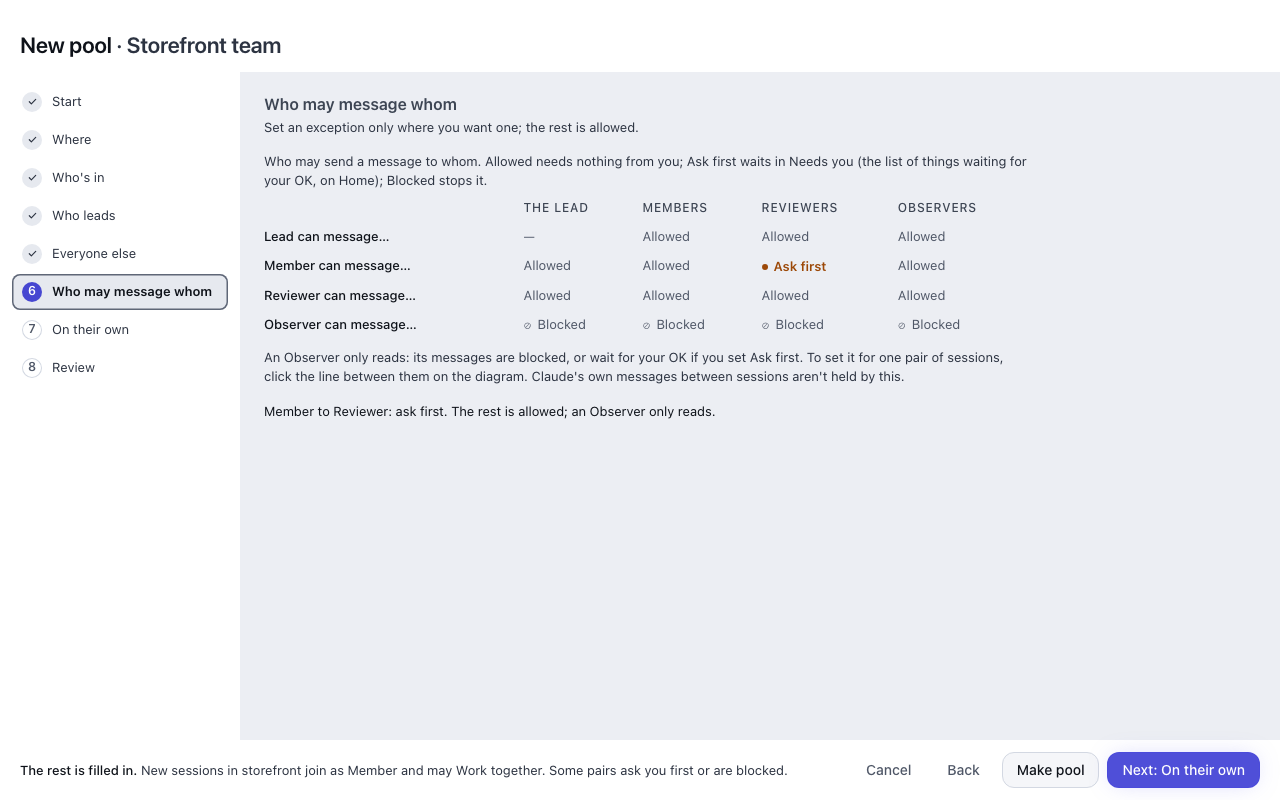 New pool · Storefront team
Start
Where
Who's in
Who leads
Everyone else
6 Who may message whom
7 On their own
8 Review
Who may message whom
Set an exception only where you want one; the rest is allowed.
Who may send a message to whom. Allowed needs nothing from you; Ask first waits in Needs you (the list of things waiting for
your OK, on Home); Blocked stops it.
THE LEAD MEMBERS REVIEWERS OBSERVERS
Lead can message... — Allowed Allowed Allowed
Member can message... Allowed Allowed Ask first Allowed
Reviewer can message... Allowed Allowed Allowed Allowed
Observer can message... Blocked Blocked Blocked Blocked
An Observer only reads: its messages are blocked, or wait for your OK if you set Ask first. To set it for one pair of sessions,
click the line between them on the diagram. Claude's own messages between sessions aren't held by this.
Member to Reviewer: ask first. The rest is allowed; an Observer only reads.
The rest is filled in. New sessions in storefront join as Member and may Work together. Some pairs ask you first or are blocked.
Cancel Back Make pool Next: On their own